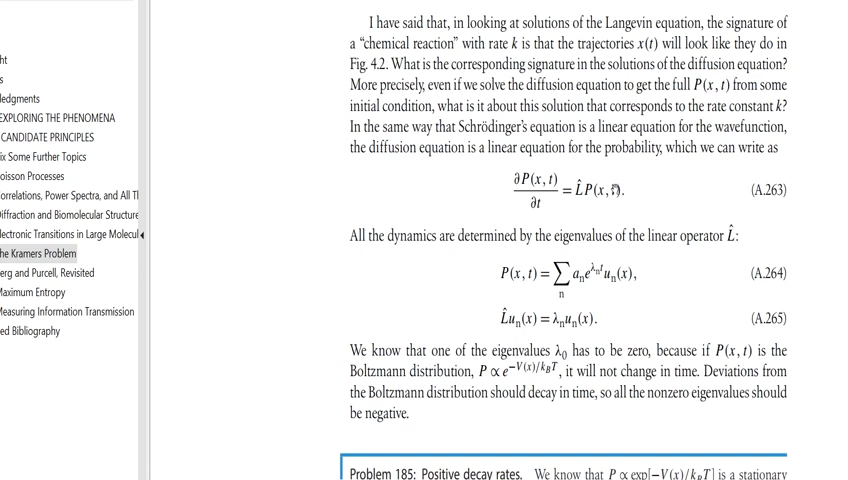 ht
s
ledgments
EXPLORING THE PHENOMENA
CANDIDATE PRINCIPLES
ix Some Further Topics
oisson Processes
orrelations, Power Spectra, and All Th
iffraction and Biomolecular Structure
lectronic Transitions in Large Molecul
he Kramers Problem
erg and Purcell, Revisited
Maximum Entropy
Measuring Information Transmission
ed Bibliography
I have said that, in looking at solutions of the Langevin equation, the signature of
a “chemical reaction” with rate k is that the trajectories x(t) will look like they do in
Fig. 4.2. What is the corresponding signature in the solutions of the diffusion equation?
More precisely, even if we solve the diffusion equation to get the full P(x, t) from some
initial condition, what is it about this solution that corresponds to the rate constant k?
In the same way that Schrödinger’s equation is a linear equation for the wavefunction,
the diffusion equation is a linear equation for the probability, which we can write as
∂P(x, t)/∂t = L̂P(x, t). (A.263)
All the dynamics are determined by the eigenvalues of the linear operator L̂:
P(x, t) = ∑ₙ aₙe^{λₙt}uₙ(x), (A.264)
L̂uₙ(x) = λₙuₙ(x). (A.265)
We know that one of the eigenvalues λ₀ has to be zero, because if P(x, t) is the
Boltzmann distribution, P ∝ e^{−V(x)/k_BT}, it will not change in time. Deviations from
the Boltzmann distribution should decay in time, so all the nonzero eigenvalues should
be negative.
Problem 185: Positive decay rates. We know that P ∝ exp[−V(x)/k_BT] is a stationary